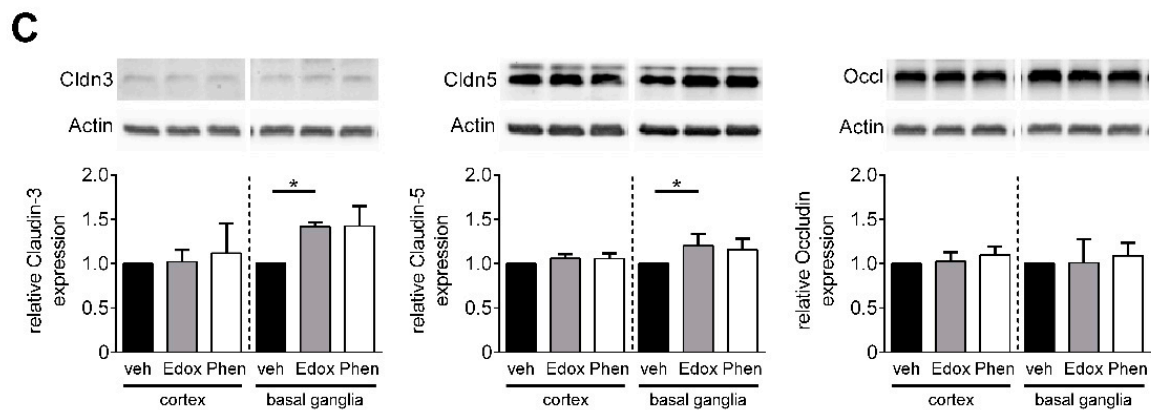 C
Cldn3
Actin
relative Claudin-3
expression
2.0
1.5
1.0
0.5
0
*
veh Edox Phen veh Edox Phen
cortex basal ganglia
Cldn5
Actin
relative Claudin-5
expression
2.0
1.5
1.0
0.5
0
*
veh Edox Phen veh Edox Phen
cortex basal ganglia
Occl
Actin
relative Occludin
expression
2.0
1.5
1.0
0.5
0
veh Edox Phen veh Edox Phen
cortex basal ganglia